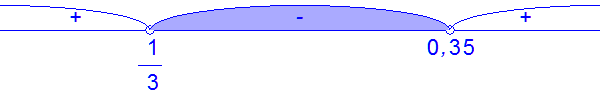 + - +
1/3 0,35